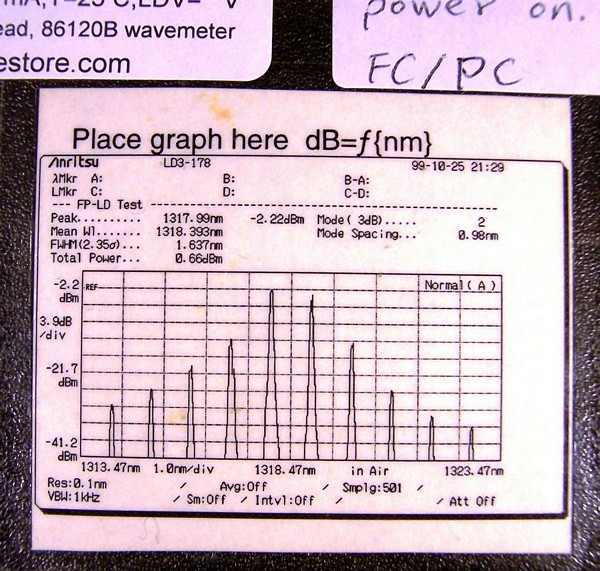 T=25 C,LDV= V
ead, 86120B wavemeter
estore.com
power on.
FC/PC
Place graph here dB=ƒ{nm}
Anritsu LD3-178 99-10-25 21:29
λMkr A: B: B-A:
LMkr C: D: C-D:
--- FP-LD Test ---
Peak.......... 1317.99nm -2.22dBm Mode( 3dB)..... 2
Mean Wl....... 1318.393nm Mode Spacing... 0.98nm
FWHM(2.35σ)... 1.637nm
Total Power... 0.66dBm
-2.2 REF Normal(A)
dBm
3.9dB
/div
-21.7
dBm
-41.2
dBm
1313.47nm 1.0nm/div 1318.47nm in Air 1323.47nm
Res:0.1nm / Avg:Off Smplg:501 /
VBW:1kHz / Sm:Off / Intvl:Off / / Att Off